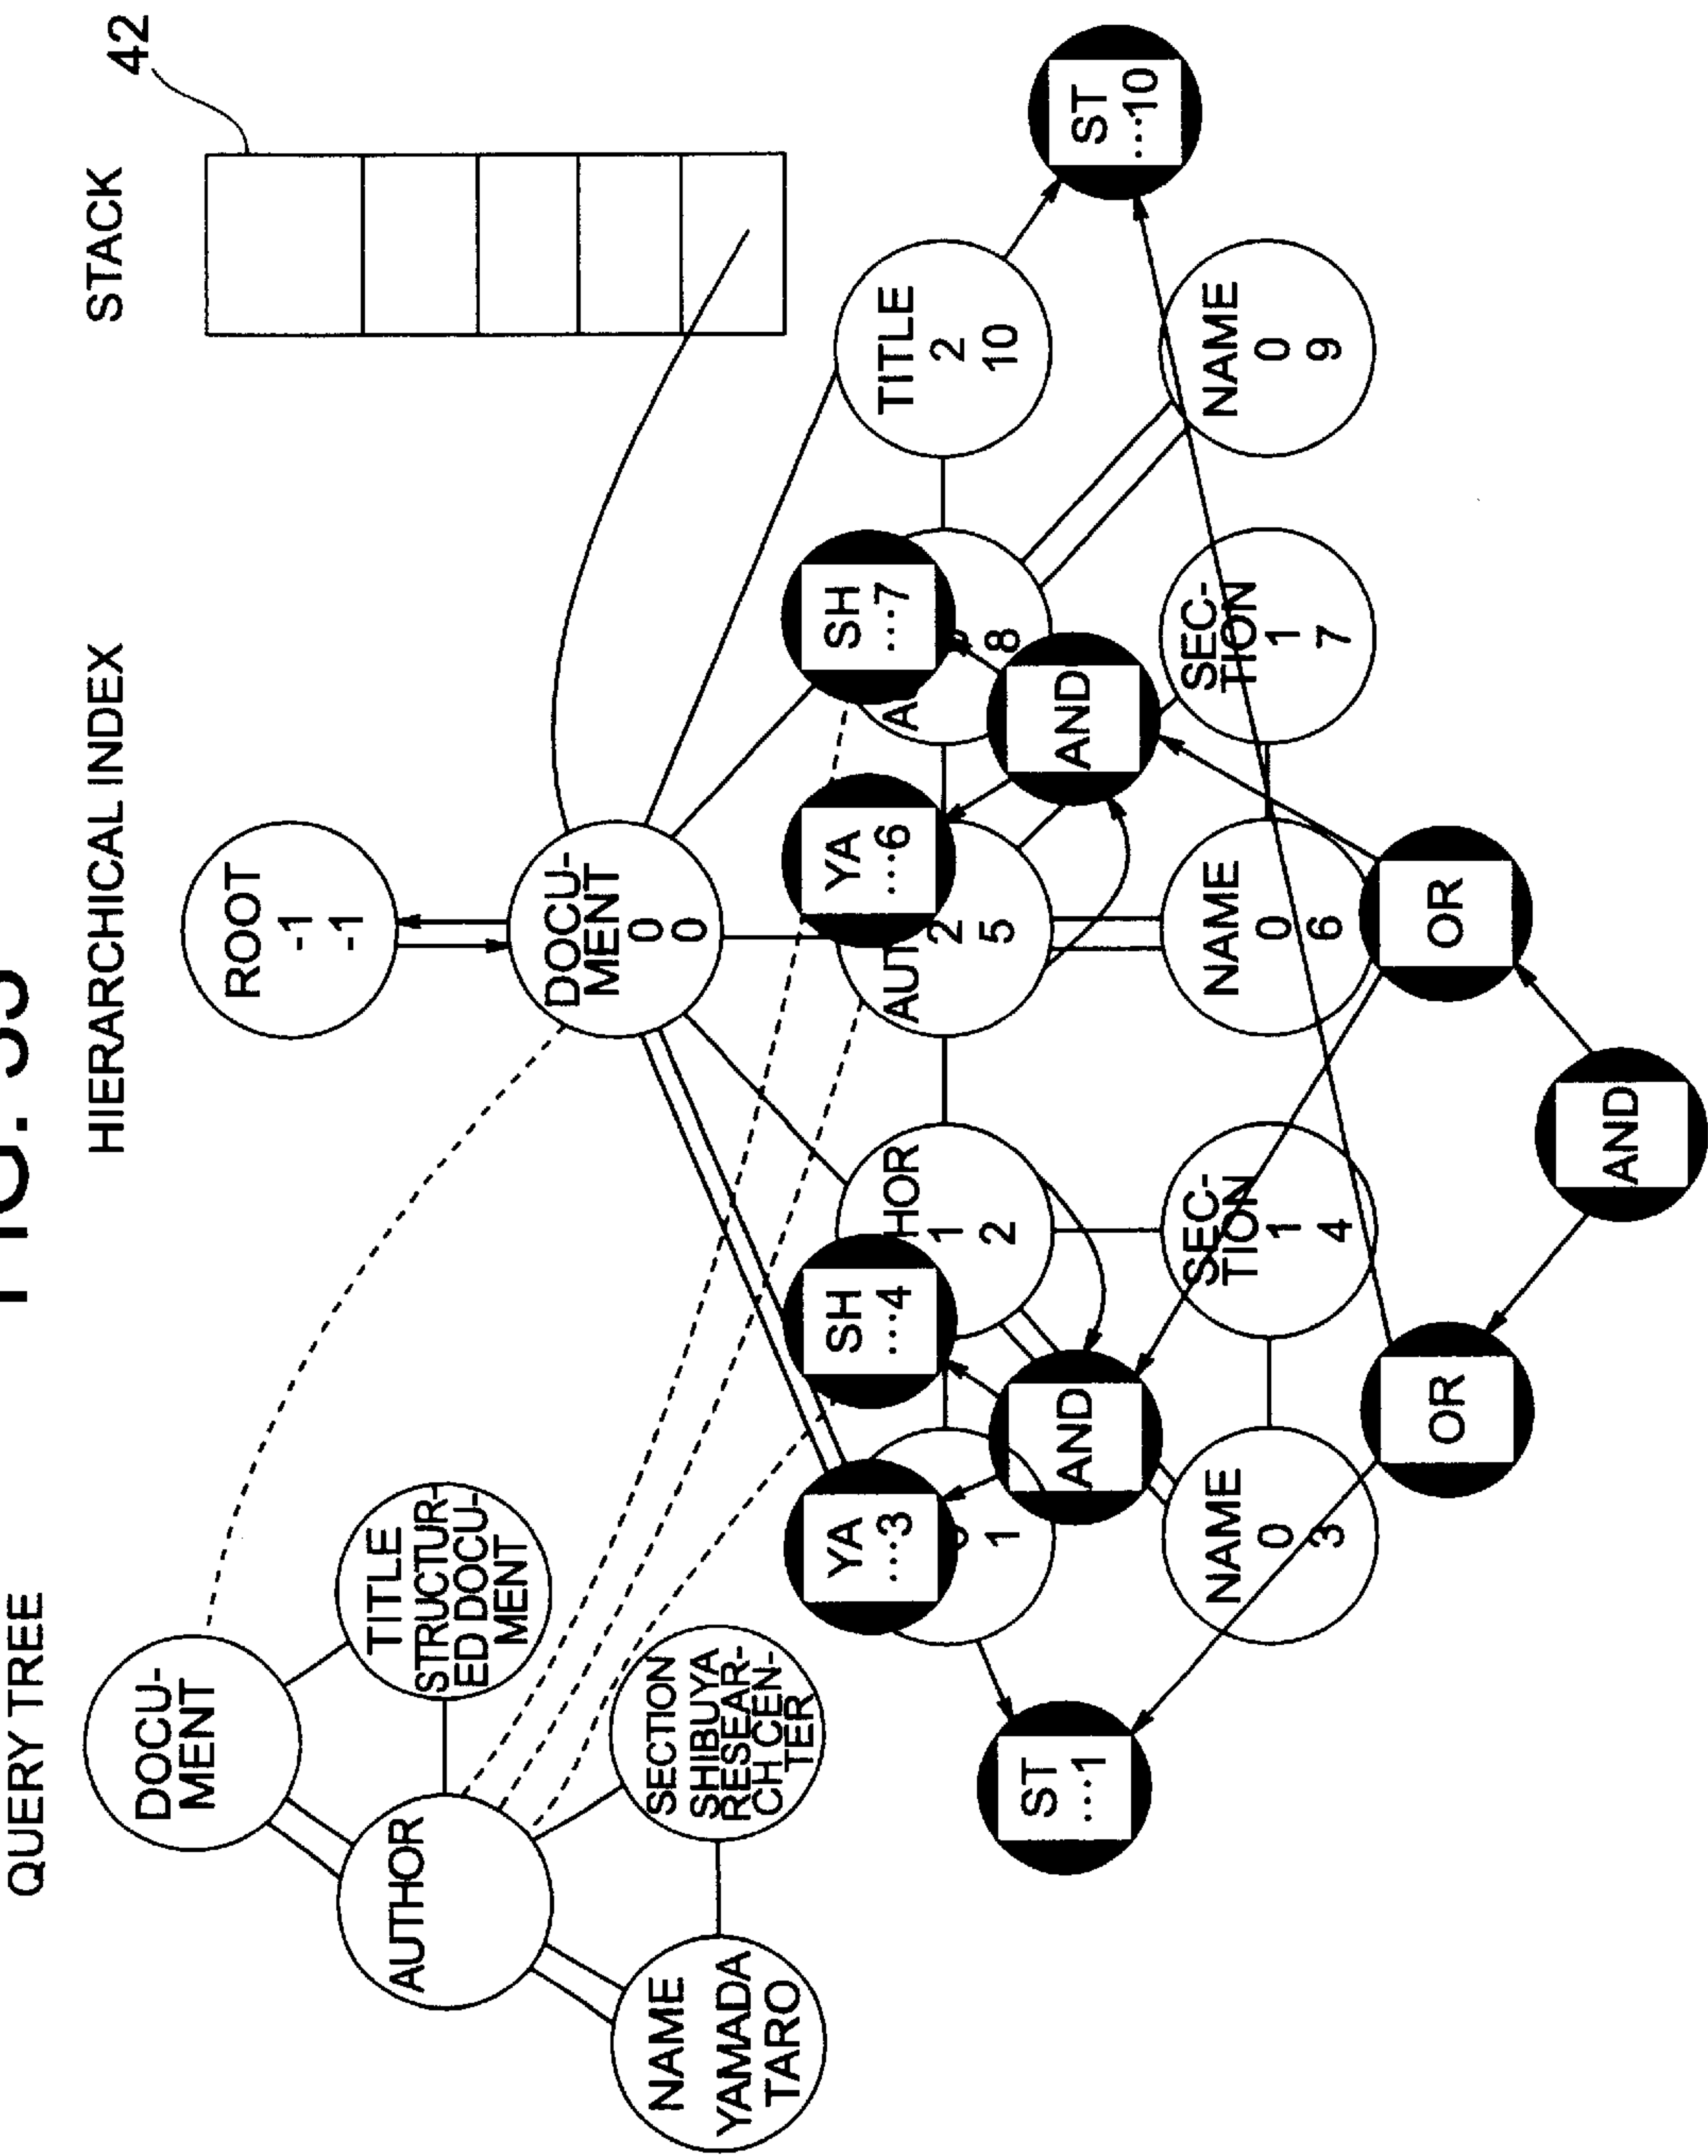 QUERY TREE
HIERARCHICAL INDEX
STACK
42
DOCU-
MENT
AUTHOR
TITLE
STRUCTUR-
ED DOCU-
MENT
NAME
YAMADA
TARO
SECTION
SHIBUYA
RESEAR-
CH CEN-
TER
ROOT
-1
-1
DOCU-
MENT
0
0
1
HOR
1
2
AUT
2
5
A
8
TITLE
2
10
NAME
0
3
SEC-
TION
1
4
NAME
0
6
SEC-
TION
1
7
NAME
0
9
YA
...3
SH
...4
YA
...6
SH
...7
ST
...1
ST
...10
AND
AND
OR
OR
AND